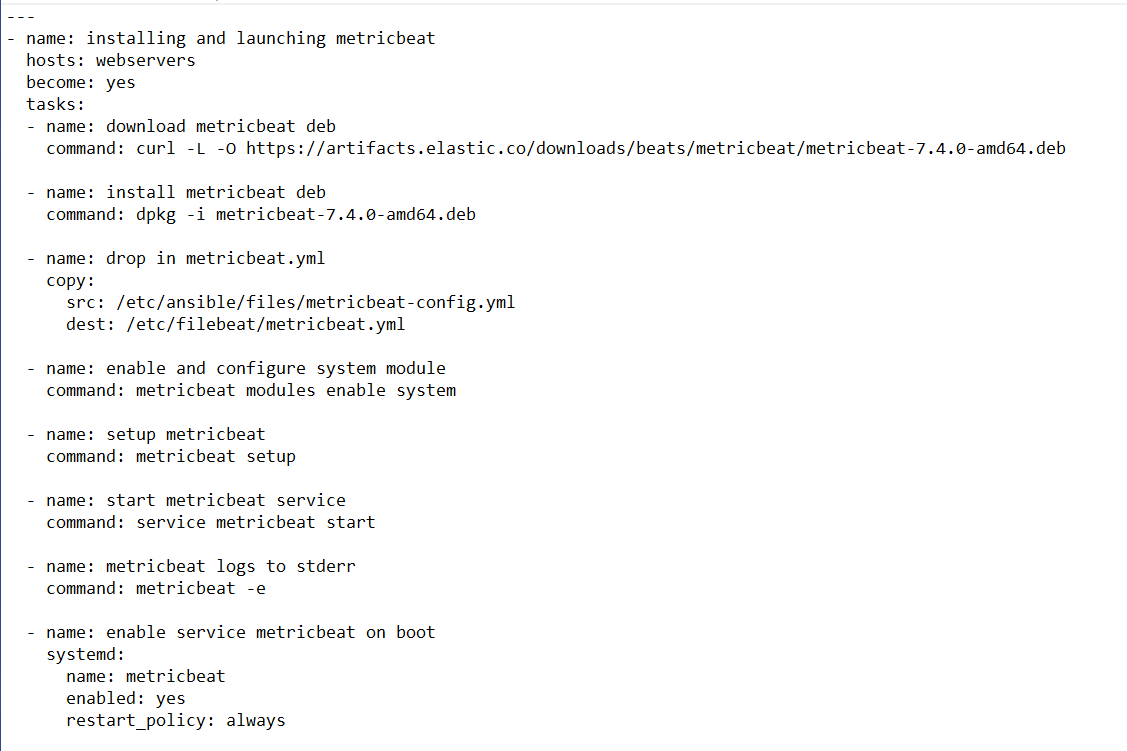 ---
- name: installing and launching metricbeat
  hosts: webservers
  become: yes
  tasks:
  - name: download metricbeat deb
    command: curl -L -O https://artifacts.elastic.co/downloads/beats/metricbeat/metricbeat-7.4.0-amd64.deb

  - name: install metricbeat deb
    command: dpkg -i metricbeat-7.4.0-amd64.deb

  - name: drop in metricbeat.yml
    copy:
      src: /etc/ansible/files/metricbeat-config.yml
      dest: /etc/filebeat/metricbeat.yml

  - name: enable and configure system module
    command: metricbeat modules enable system

  - name: setup metricbeat
    command: metricbeat setup

  - name: start metricbeat service
    command: service metricbeat start

  - name: metricbeat logs to stderr
    command: metricbeat -e

  - name: enable service metricbeat on boot
    systemd:
      name: metricbeat
      enabled: yes
      restart_policy: always